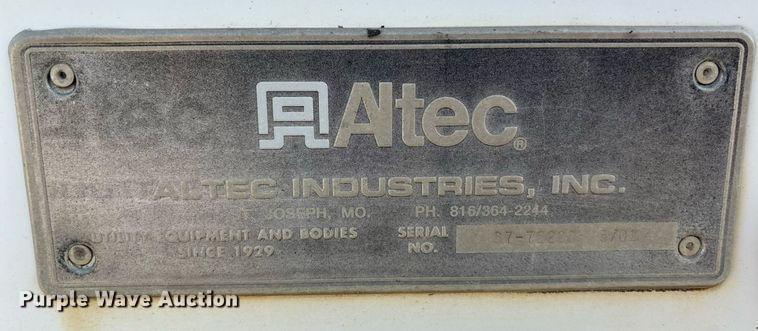 Altec®
ALTEC INDUSTRIES, INC.
JOSEPH, MO. PH. 816/364-2244
UTILITY EQUIPMENT AND BODIES
SINCE 1929
SERIAL
NO.
Purple Wave Auction